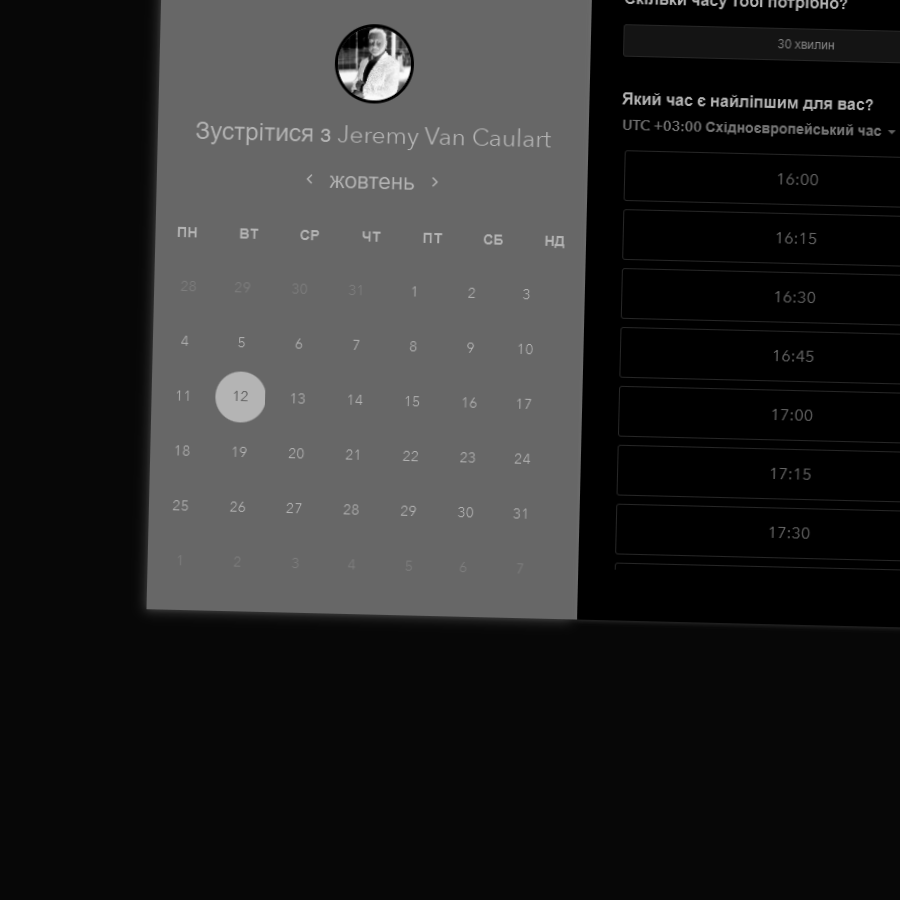 Зустрітися з Jeremy Van Caulart
‹ жовтень ›
ПН ВТ СР ЧТ ПТ СБ НД
28 29 30 31 1 2 3
4 5 6 7 8 9 10
11 12 13 14 15 16 17
18 19 20 21 22 23 24
25 26 27 28 29 30 31
1 2 3 4 5 6 7
Скільки часу тобі потрібно?
30 хвилин
Який час є найліпшим для вас?
UTC +03:00 Східноєвропейський час
16:00
16:15
16:30
16:45
17:00
17:15
17:30